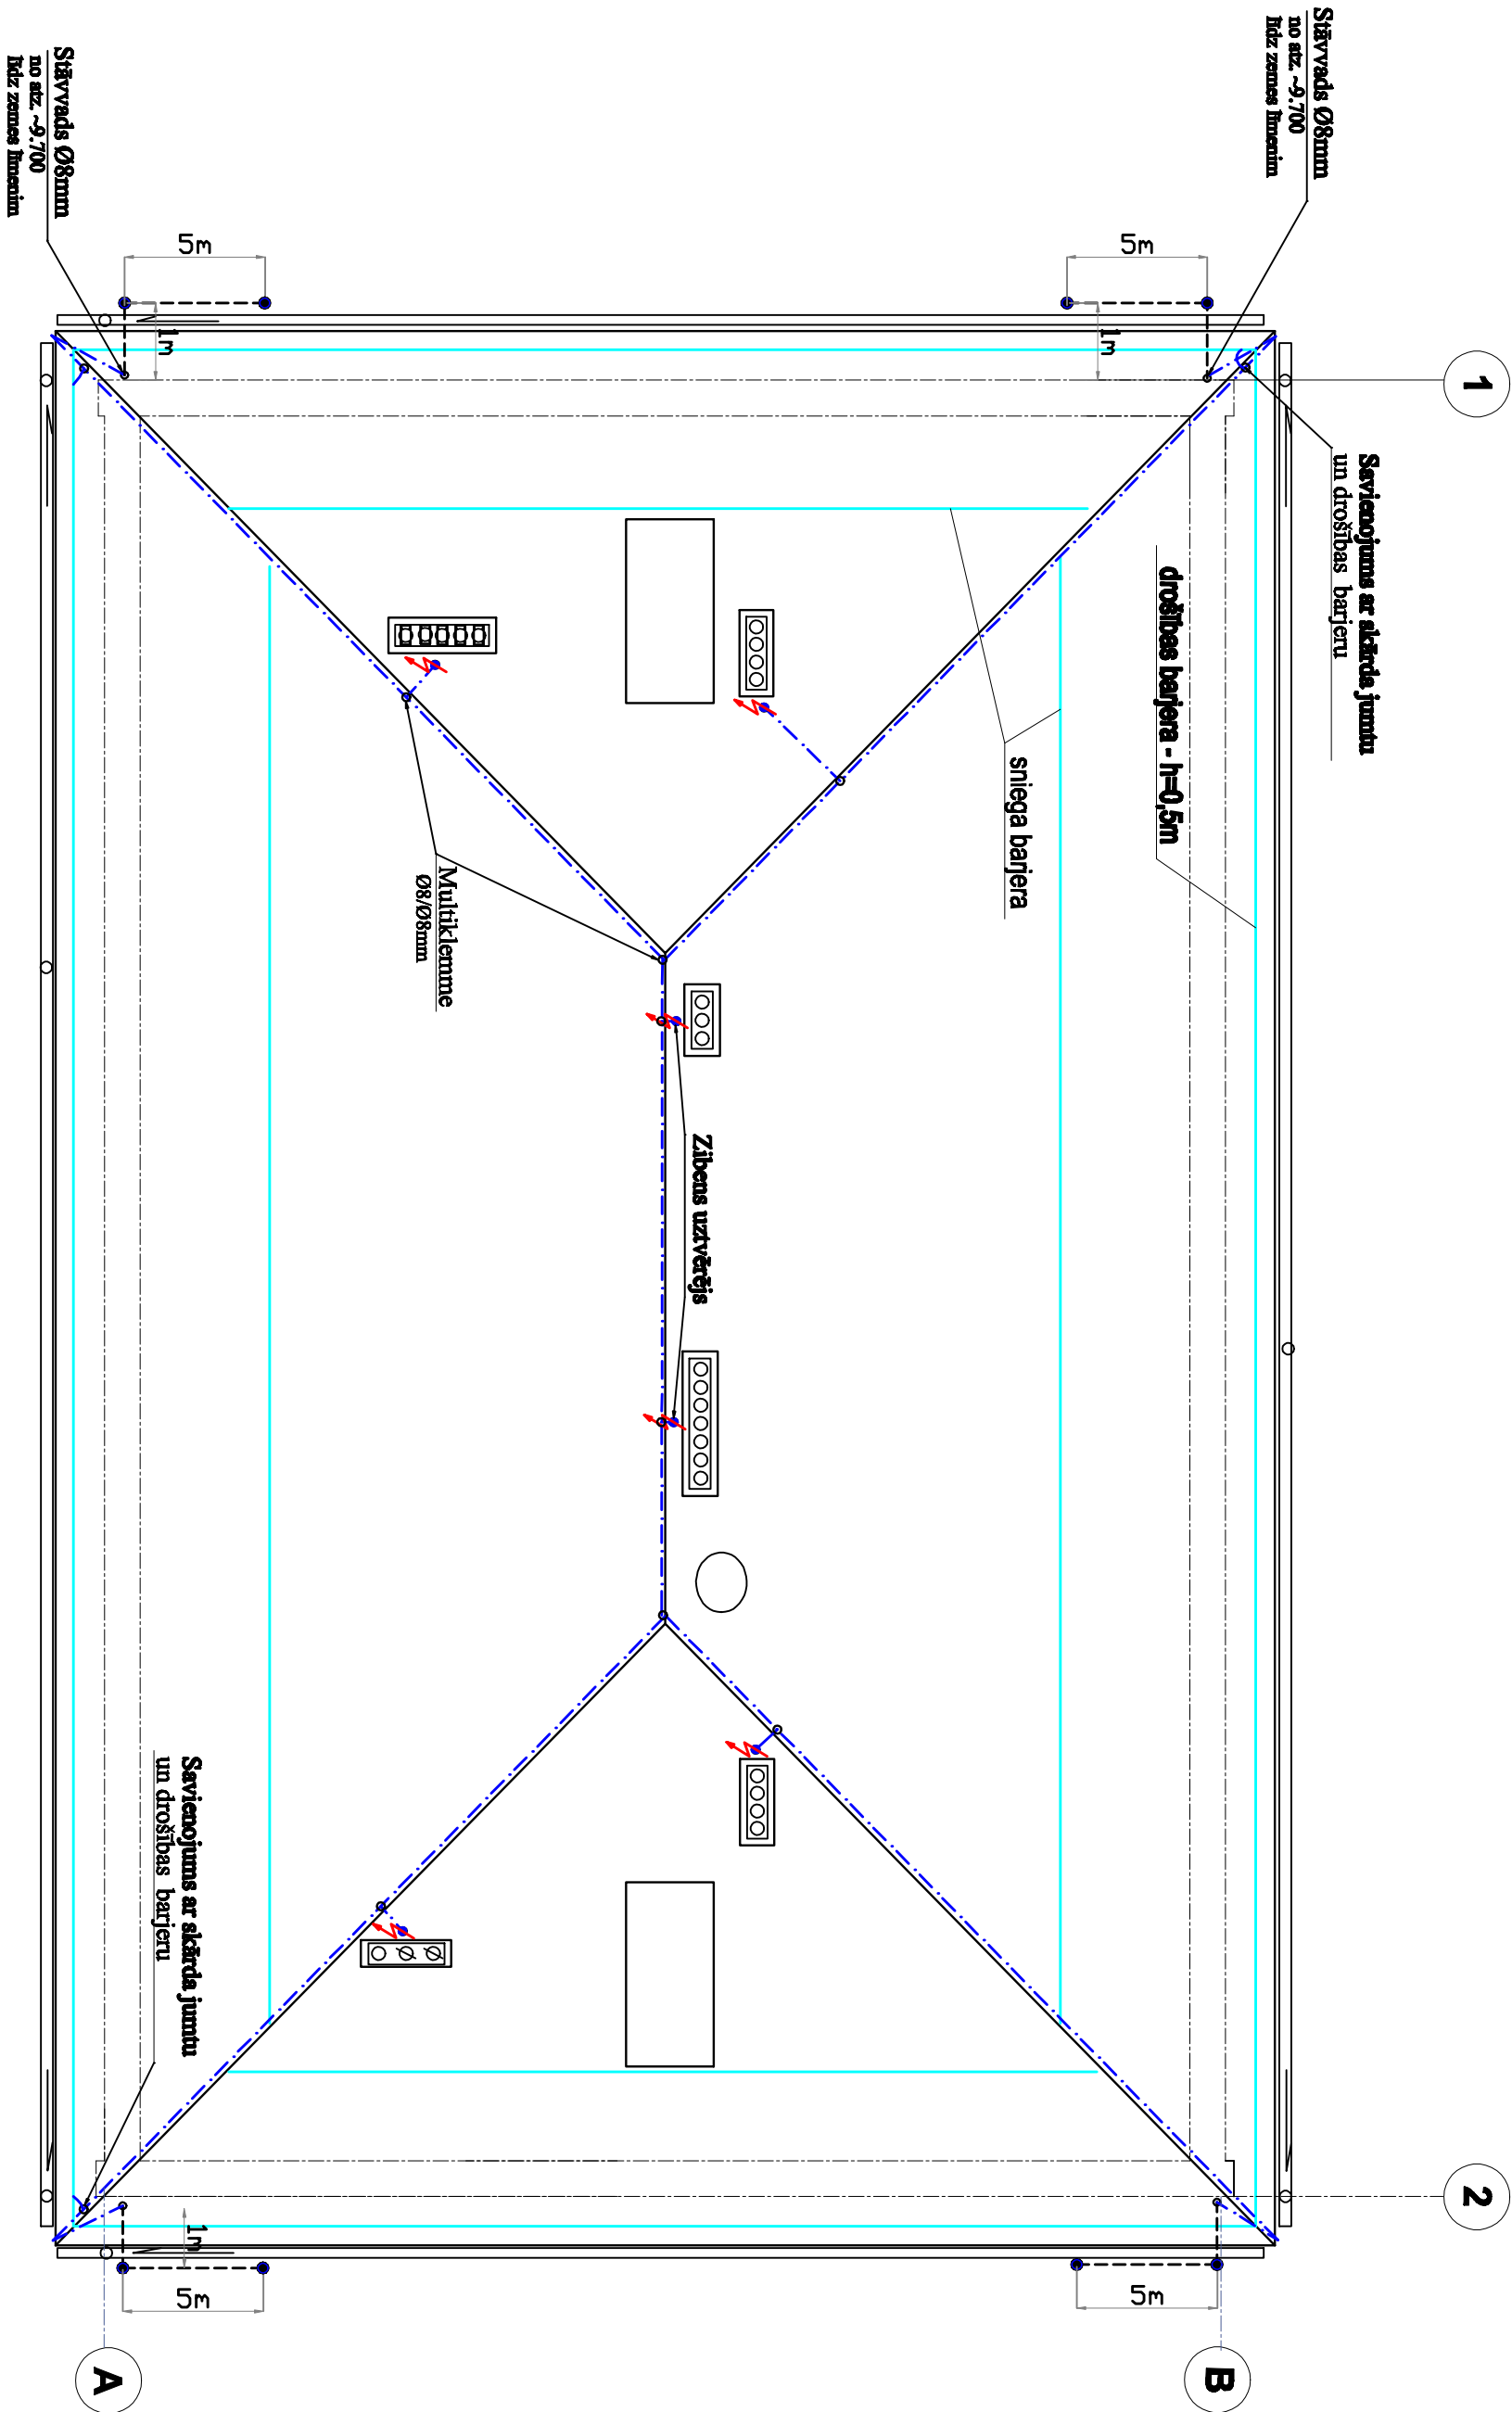 Stāvvads Ø8mm
no atz. ~9.700
līdz zemes līmenim
1
Savienojums ar skārda jumtu
un drošības barjeru
drošības barjera - h=0,5m
sniega barjera
5m
1m
2
Zibens uztvērējs
Multiklemme
Ø8/Ø8mm
5m
B
Stāvvads Ø8mm
no atz. ~9.700
līdz zemes līmenim
5m
1m
Savienojums ar skārda jumtu
un drošības barjeru
1m
5m
A